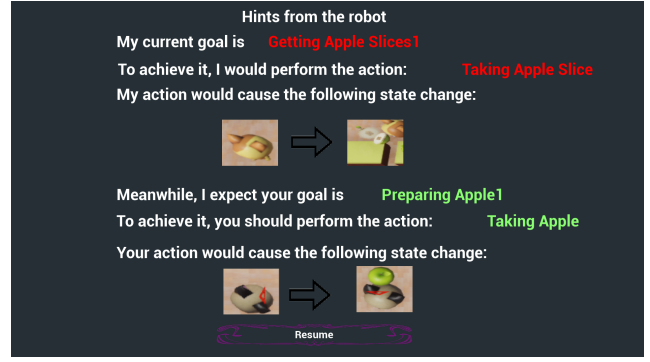 Hints from the robot
My current goal is Getting Apple Slices1
To achieve it, I would perform the action: Taking Apple Slice
My action would cause the following state change:
Meanwhile, I expect your goal is Preparing Apple1
To achieve it, you should perform the action: Taking Apple
Your action would cause the following state change:
Resume